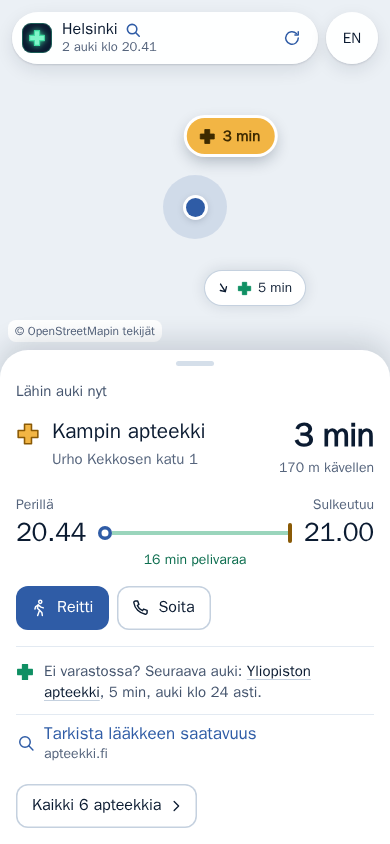 Helsinki
2 auki klo 20.41
EN
3 min
5 min
© OpenStreetMapin tekijät
Lähin auki nyt
Kampin apteekki
3 min
Urho Kekkosen katu 1
170 m kävellen
Perillä
Sulkeutuu
20.44
21.00
16 min pelivaraa
Reitti
Soita
Ei varastossa? Seuraava auki: Yliopiston
apteekki, 5 min, auki klo 24 asti.
Tarkista lääkkeen saatavuus
apteekki.fi
Kaikki 6 apteekkia